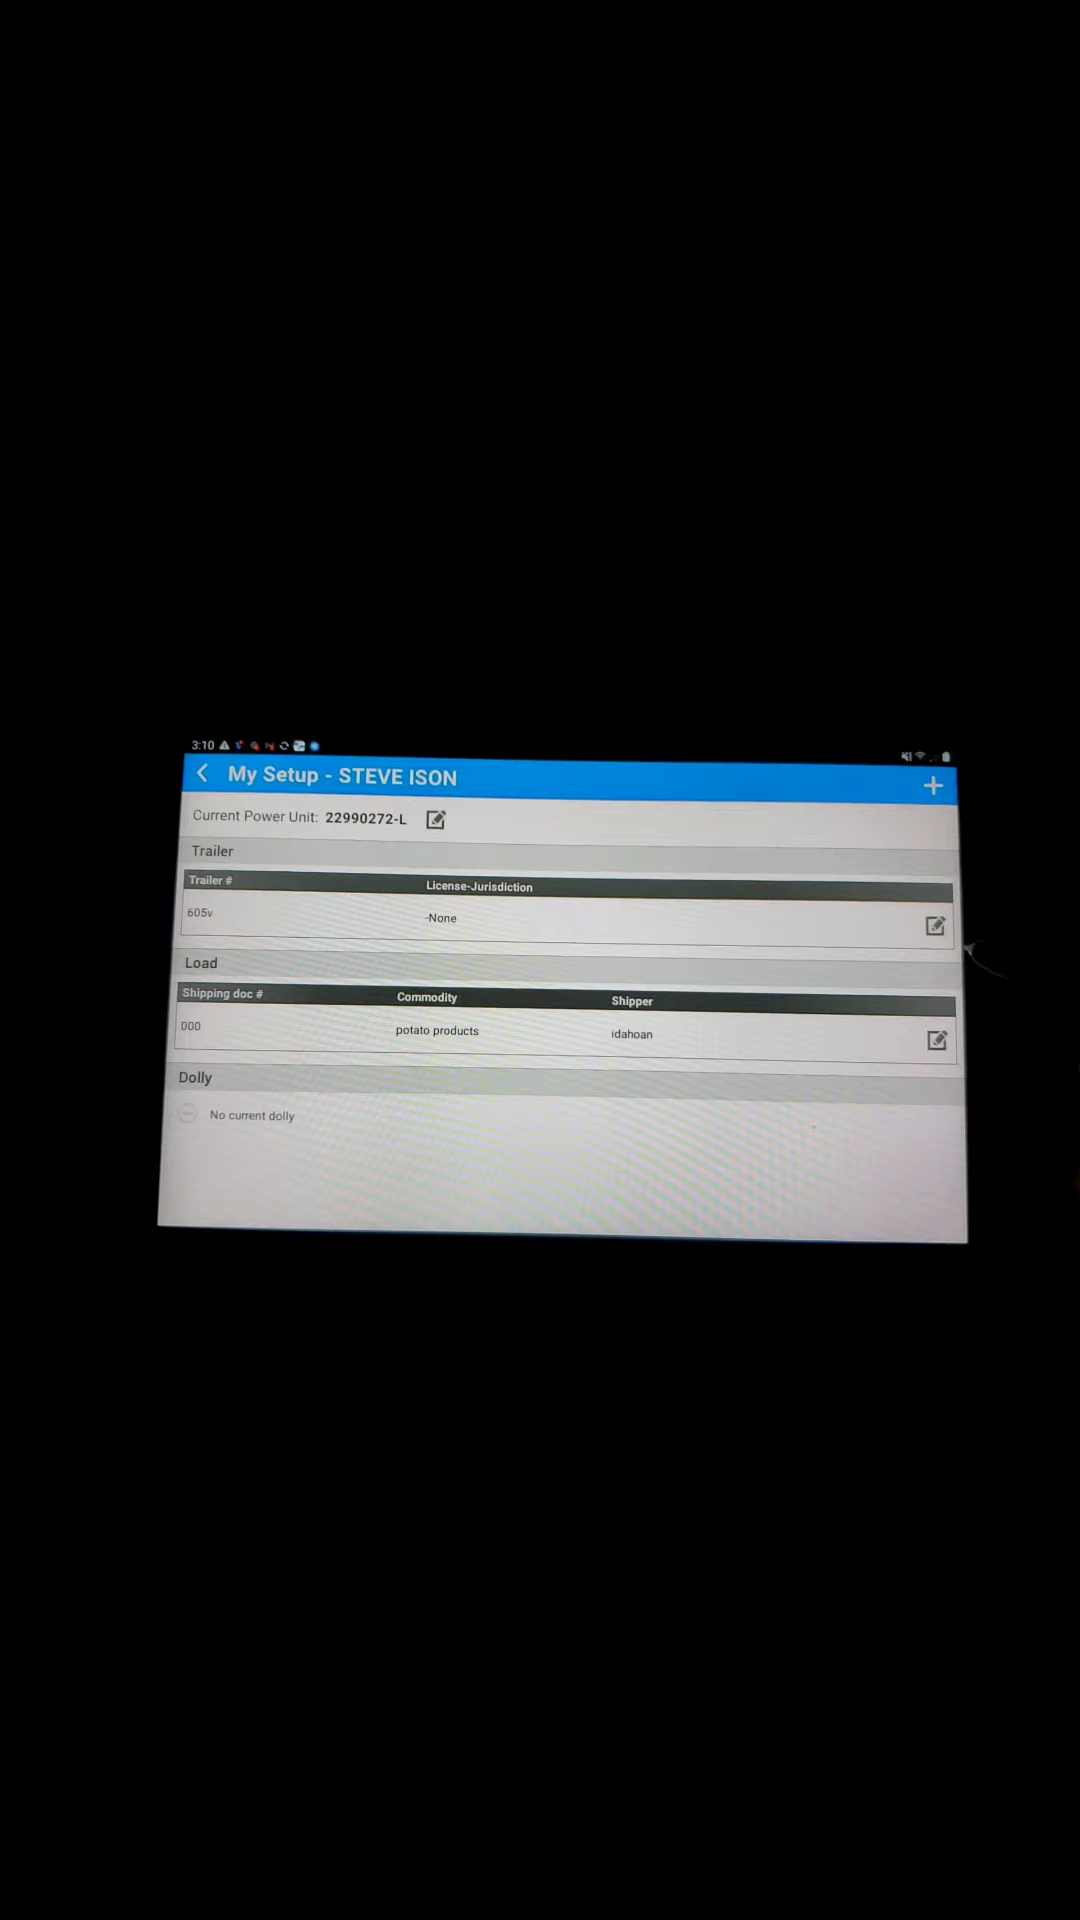 3:10
My Setup - STEVE ISON
Current Power Unit: 22990272-L
Trailer
Trailer # License-Jurisdiction
605v -None
Load
Shipping doc # Commodity Shipper
000 potato products idahoan
Dolly
No current dolly